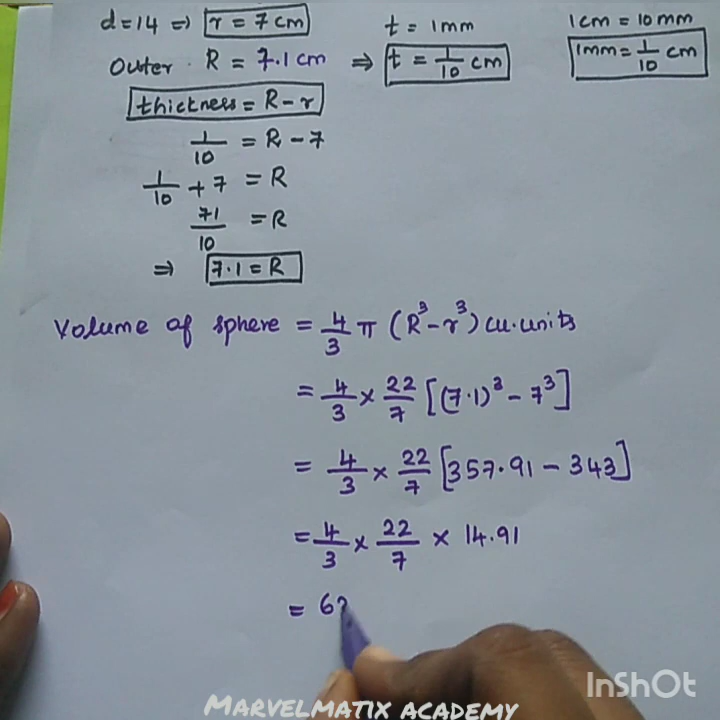 d=14 ⇒ r = 7 cm
t = 1mm
1cm = 10mm
Outer R = 7.1 cm ⇒ t = 1/10 cm
1mm = 1/10 cm
thickness = R - r
1/10 = R - 7
1/10 + 7 = R
71/10 = R
⇒ 7.1 = R
Volume of sphere = 4/3 π (R³ - r³) cu.units
= 4/3 × 22/7 [(7.1)³ - 7³]
= 4/3 × 22/7 [357.91 - 343]
= 4/3 × 22/7 × 14.91
= 6
InShOt
MARVELMATIX ACADEMY